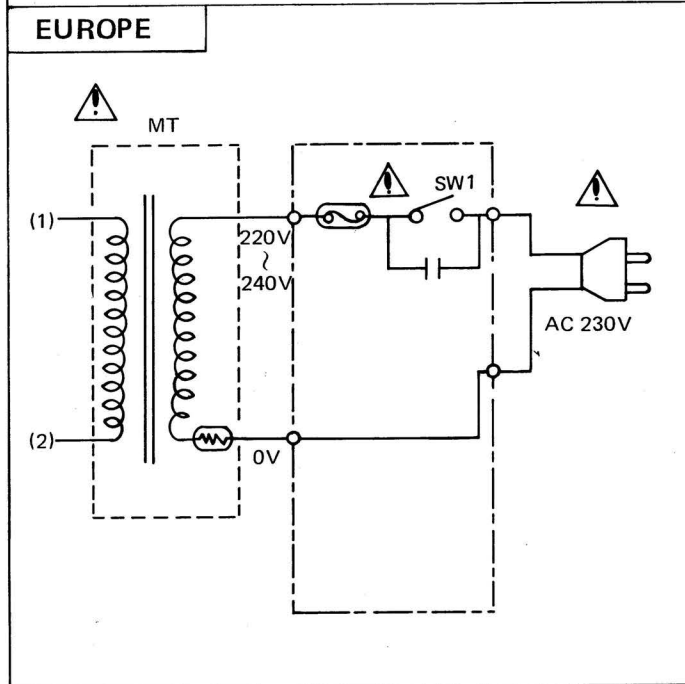 EUROPE
MT
SW1
(1)
220V
~
240V
AC 230V
(2)
0V